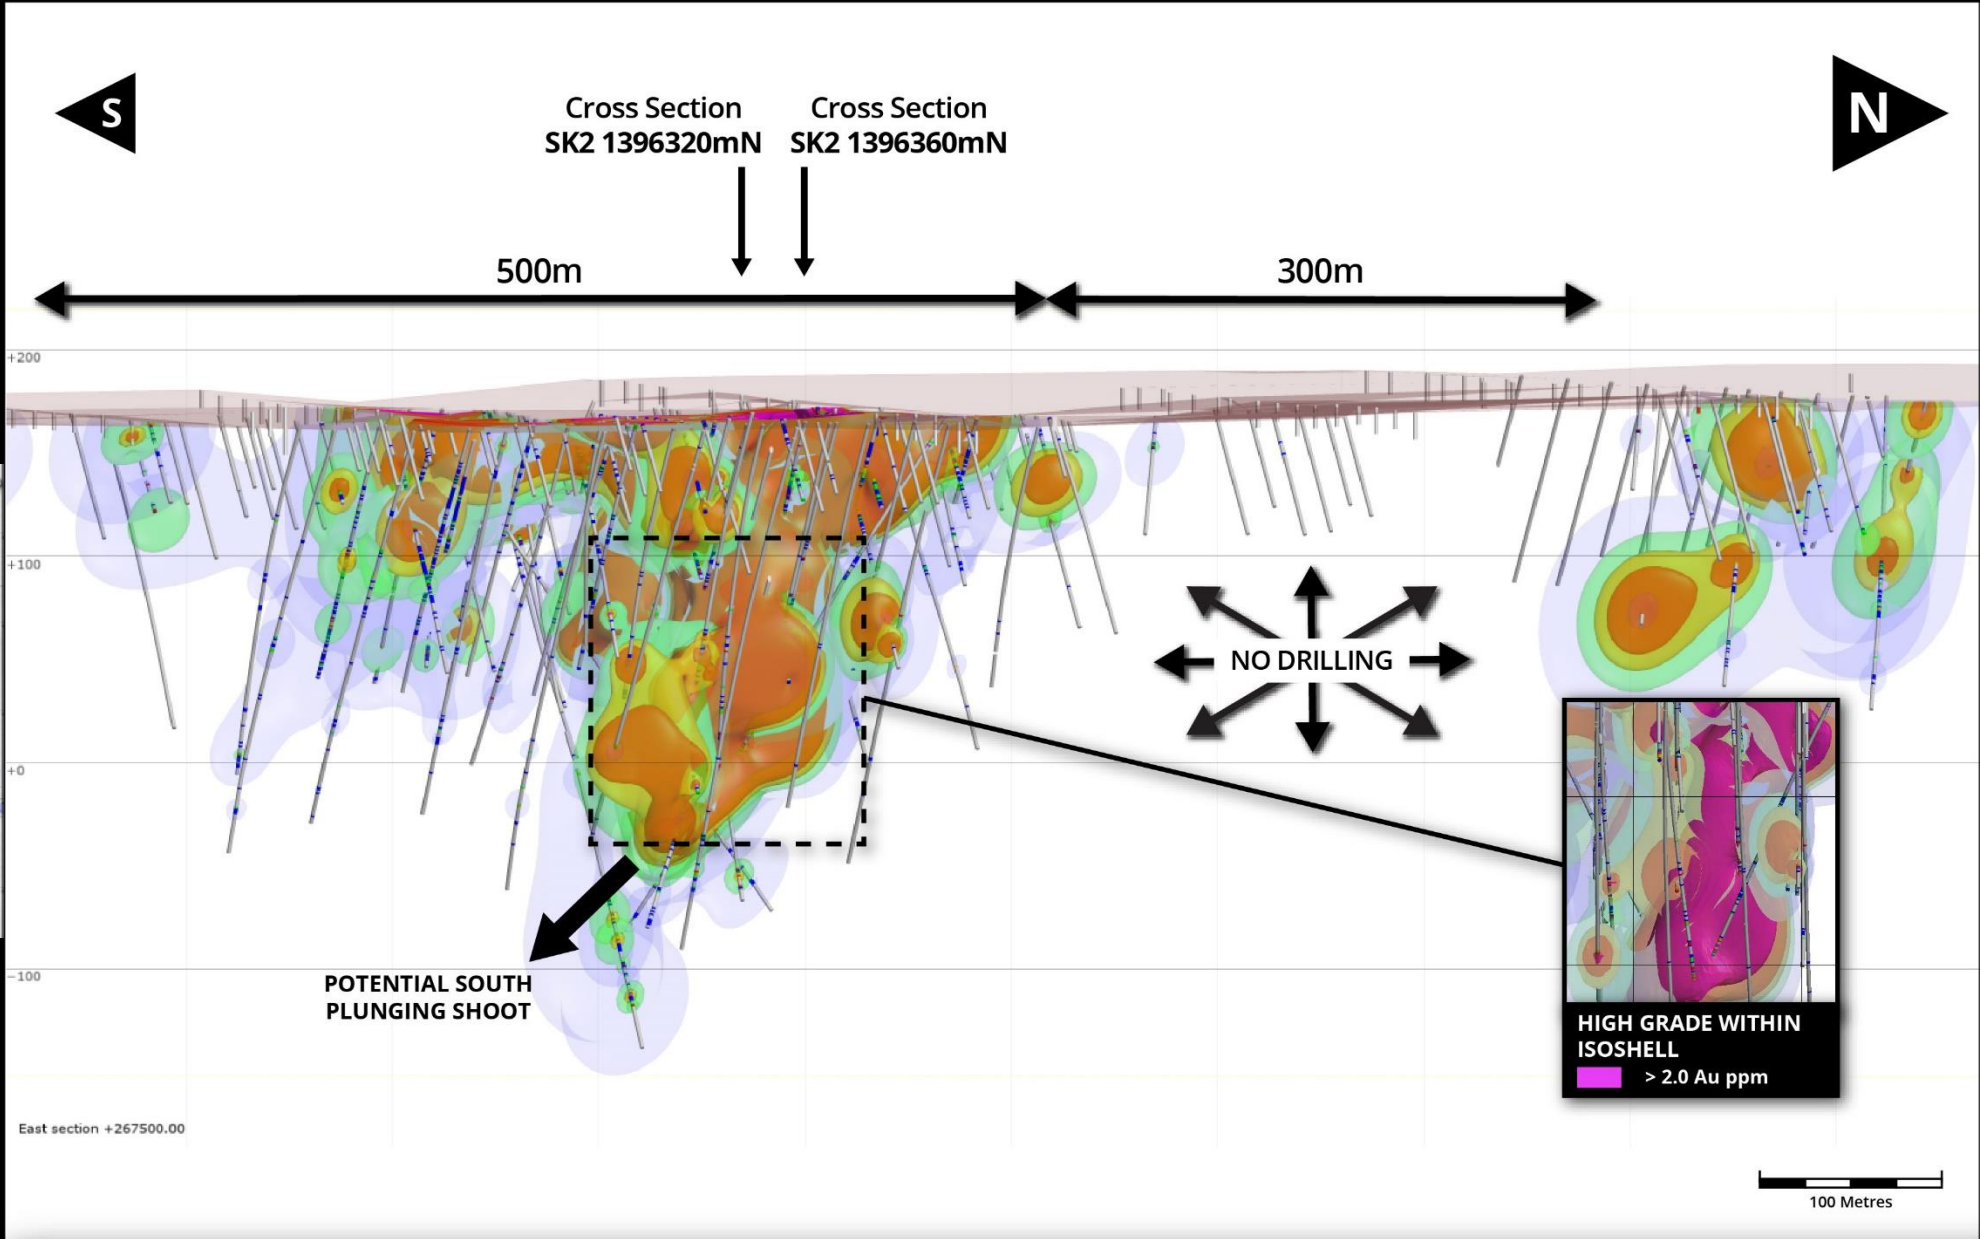 S
N
Cross Section
SK2 1396320mN
Cross Section
SK2 1396360mN
500m
300m
+200
+100
+0
-100
NO DRILLING
POTENTIAL SOUTH
PLUNGING SHOOT
HIGH GRADE WITHIN
ISOSHELL
> 2.0 Au ppm
East section +267500.00
100 Metres